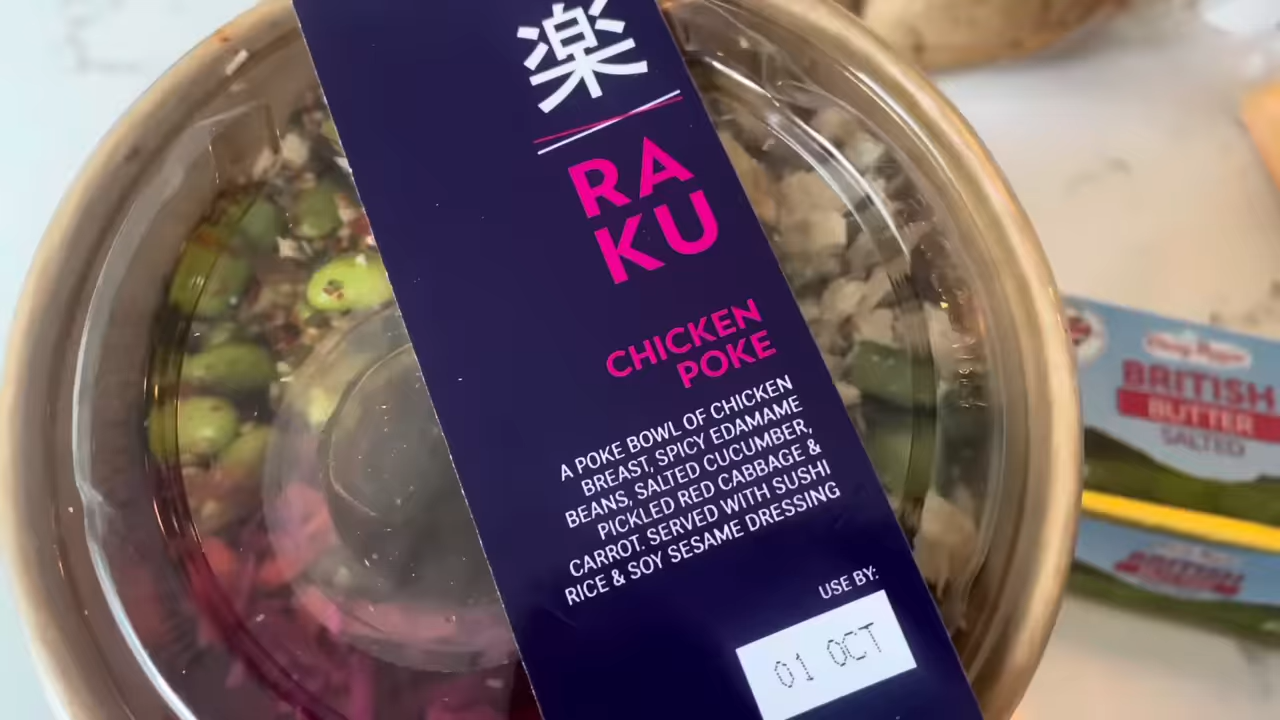 楽
RA
KU
CHICKEN
POKE
A POKE BOWL OF CHICKEN
BREAST, SPICY EDAMAME
BEANS, SALTED CUCUMBER,
PICKLED RED CABBAGE &
CARROT. SERVED WITH SUSHI
RICE & SOY SESAME DRESSING
USE BY:
01 OCT
BRITISH
BUTTER
SALTED
BRITISH